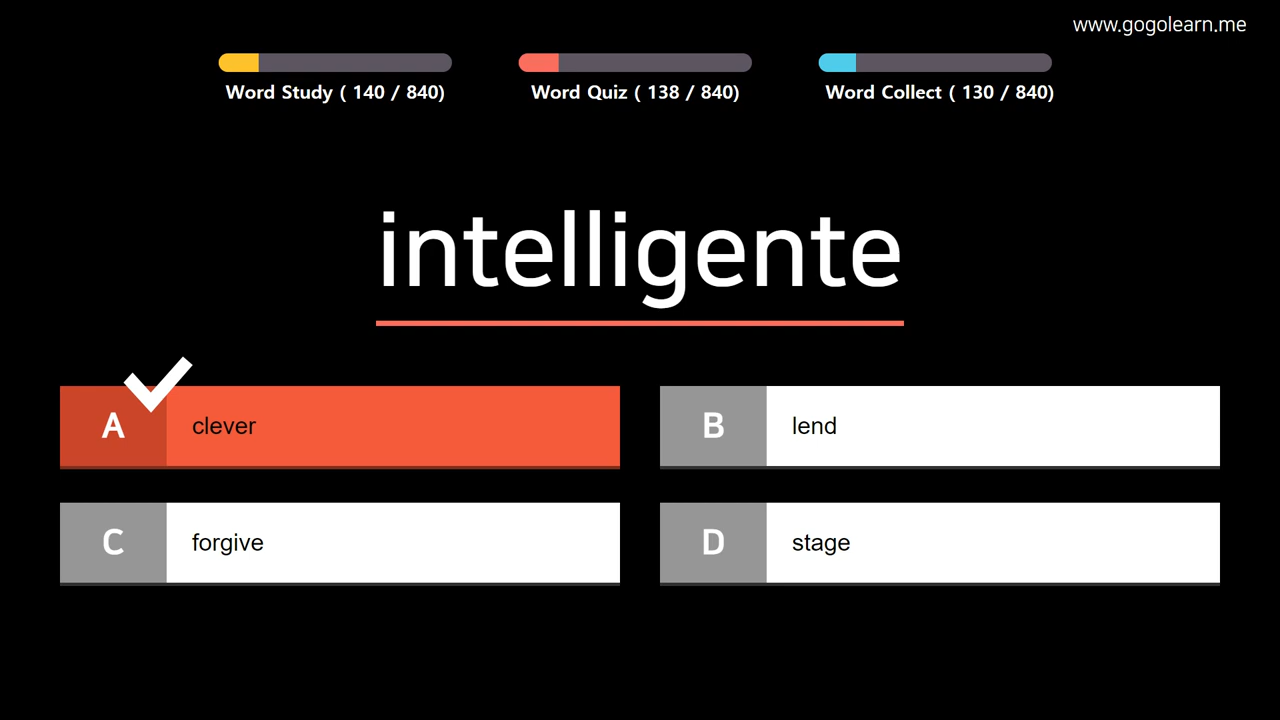 www.gogolearn.me
Word Study ( 140 / 840)
Word Quiz ( 138 / 840)
Word Collect ( 130 / 840)
intelligente
A clever
B lend
C forgive
D stage